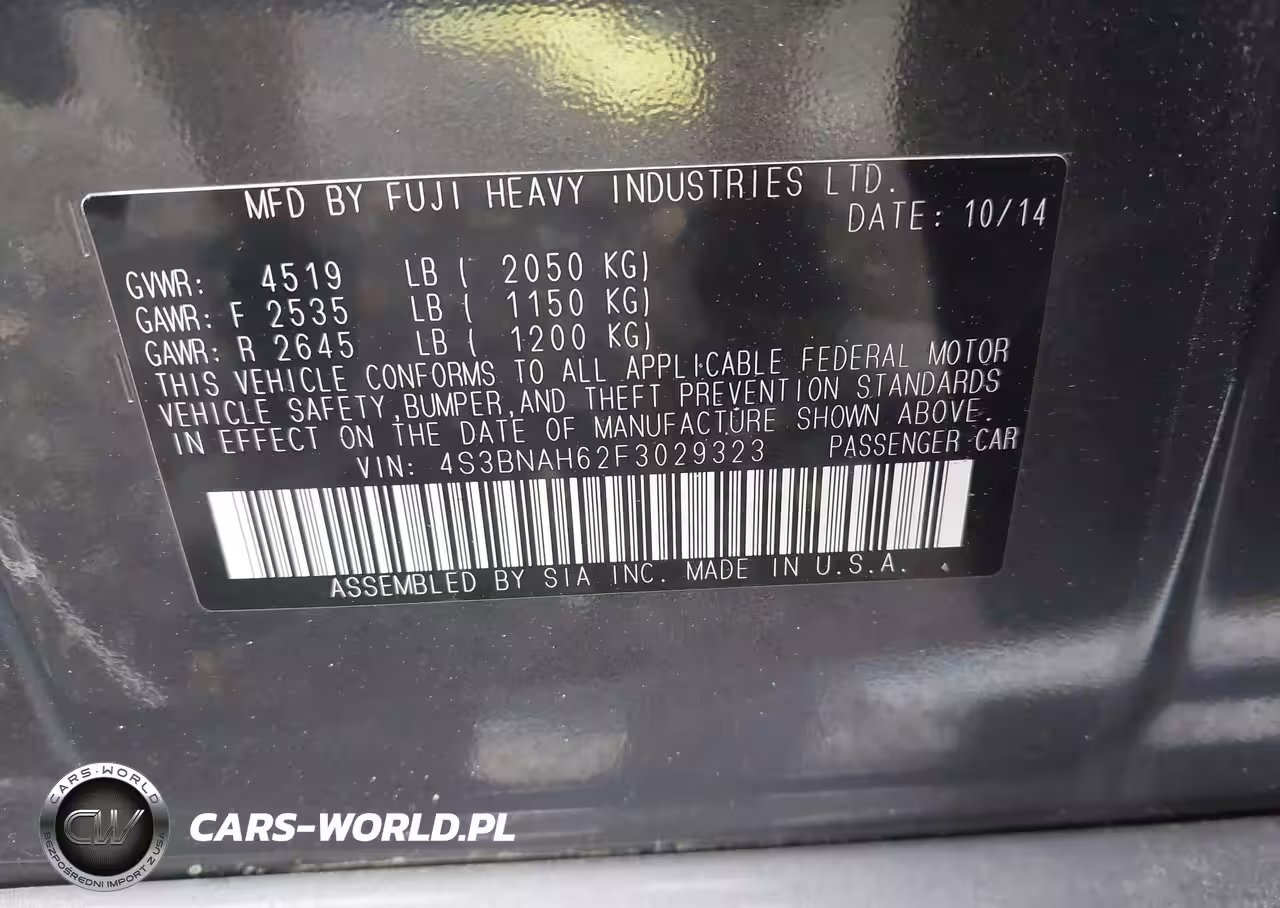 MFD BY FUJI HEAVY INDUSTRIES LTD.
DATE: 10/14
GVWR: 4519 LB ( 2050 KG)
GAWR: F 2535 LB ( 1150 KG)
GAWR: R 2645 LB ( 1200 KG)
THIS VEHICLE CONFORMS TO ALL APPLICABLE FEDERAL MOTOR
VEHICLE SAFETY,BUMPER,AND THEFT PREVENTION STANDARDS
IN EFFECT ON THE DATE OF MANUFACTURE SHOWN ABOVE.
VIN: 4S3BNAH62F3029323 PASSENGER CAR
ASSEMBLED BY SIA INC. MADE IN U.S.A.
CARS-WORLD
CW
BEZPOŚREDNI IMPORT Z USA
CARS-WORLD.PL